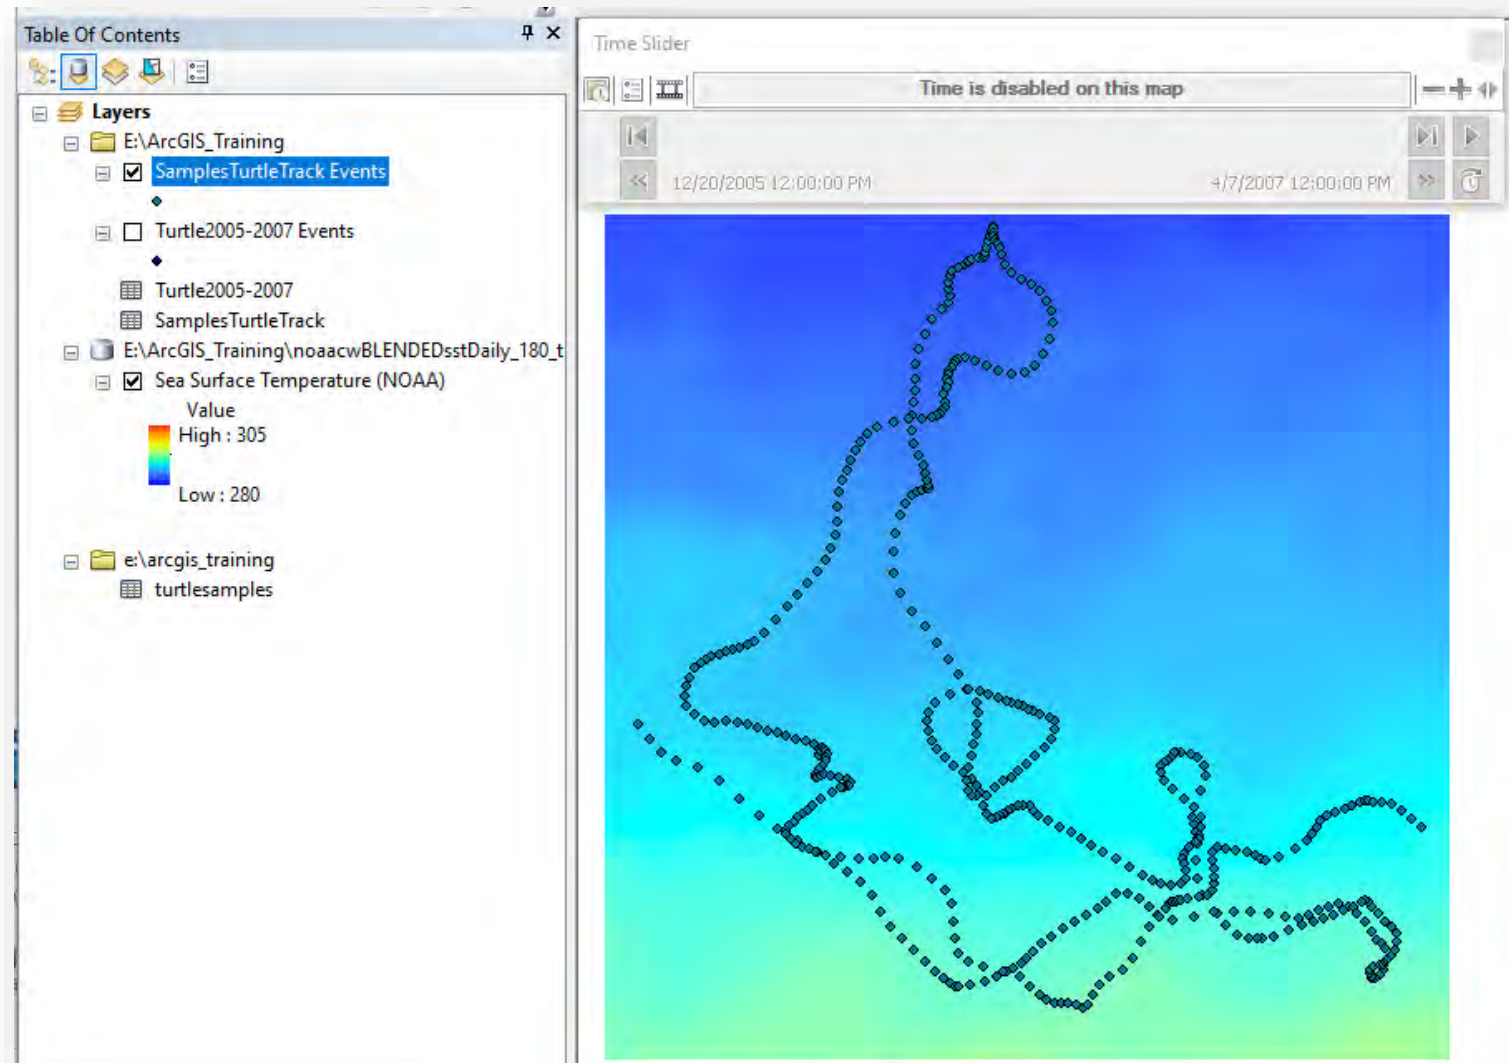 Table Of Contents
Layers
E:\ArcGIS_Training
SamplesTurtleTrack Events
Turtle2005-2007 Events
Turtle2005-2007
SamplesTurtleTrack
E:\ArcGIS_Training\noaacwBLENDEDsstDaily_180_t
Sea Surface Temperature (NOAA)
Value
High : 305
Low : 280
e:\arcgis_training
turtlesamples
Time Slider
Time is disabled on this map
12/20/2005 12:00:00 PM
4/7/2007 12:00:00 PM